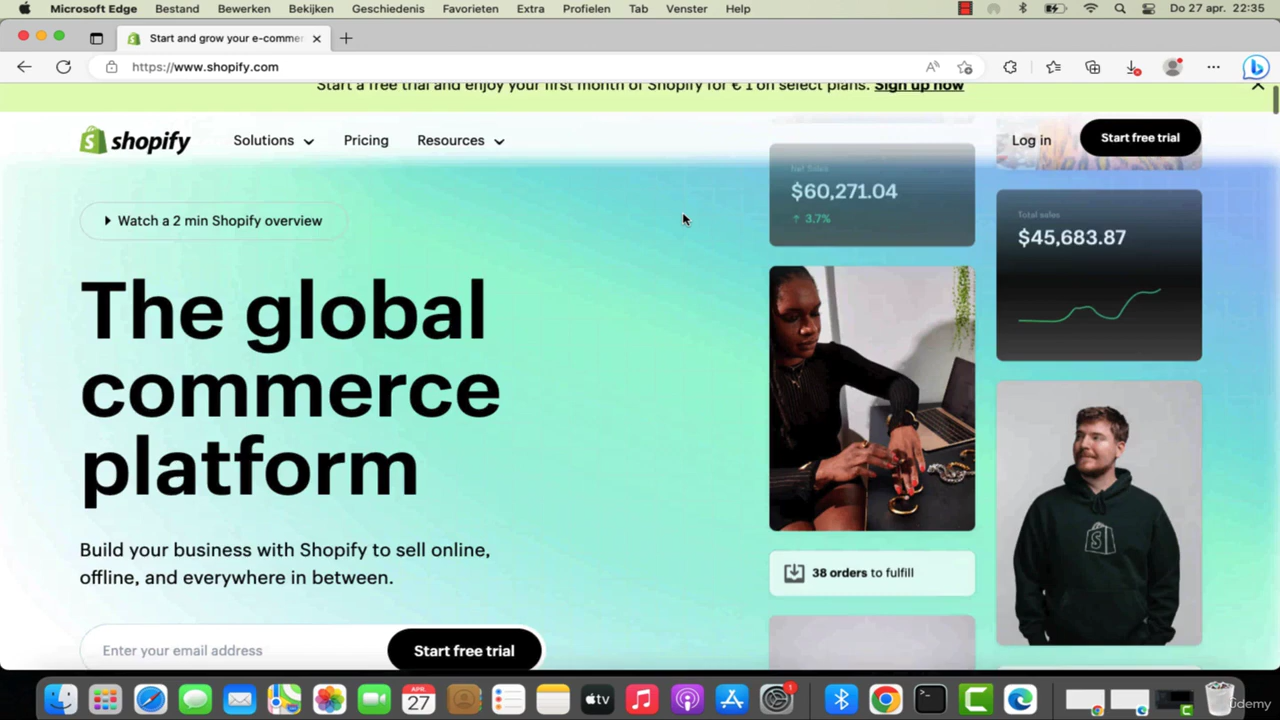 Microsoft Edge Bestand Bewerken Bekijken Geschiedenis Favorieten Extra Profielen Tab Venster Help Do 27 apr. 22:35
Start and grow your e-commer
https://www.shopify.com
Start a free trial and enjoy your first month of Shopify for € 1 on select plans. Sign up now
shopify Solutions Pricing Resources Log in Start free trial
Net Sales
$60,271.04
↑ 3.7%
Total sales
$45,683.87
Watch a 2 min Shopify overview
The global
commerce
platform
Build your business with Shopify to sell online,
offline, and everywhere in between.
38 orders to fulfill
Enter your email address Start free trial
APR.
27
tv
1
Udemy